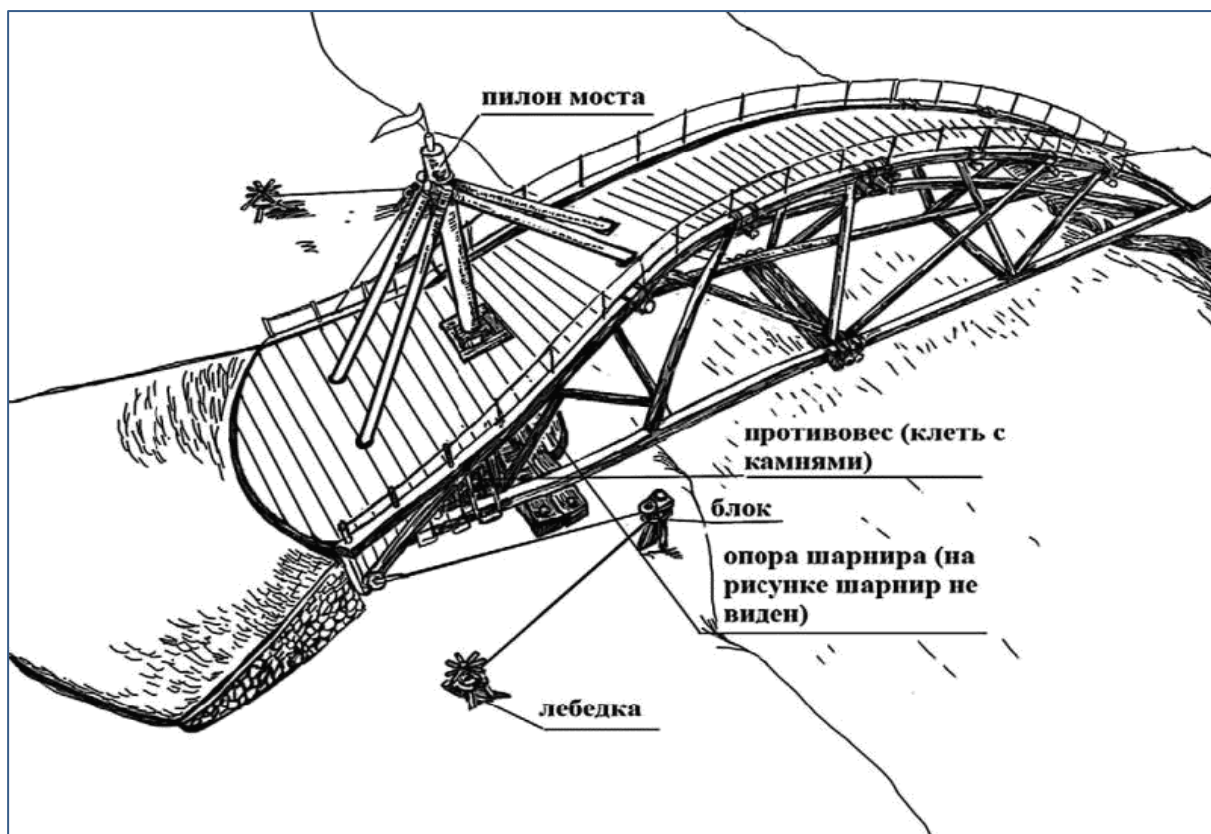 пилон моста
противовес (клеть с
камнями)
блок
опора шарнира (на
рисунке шарнир не
виден)
лебедка